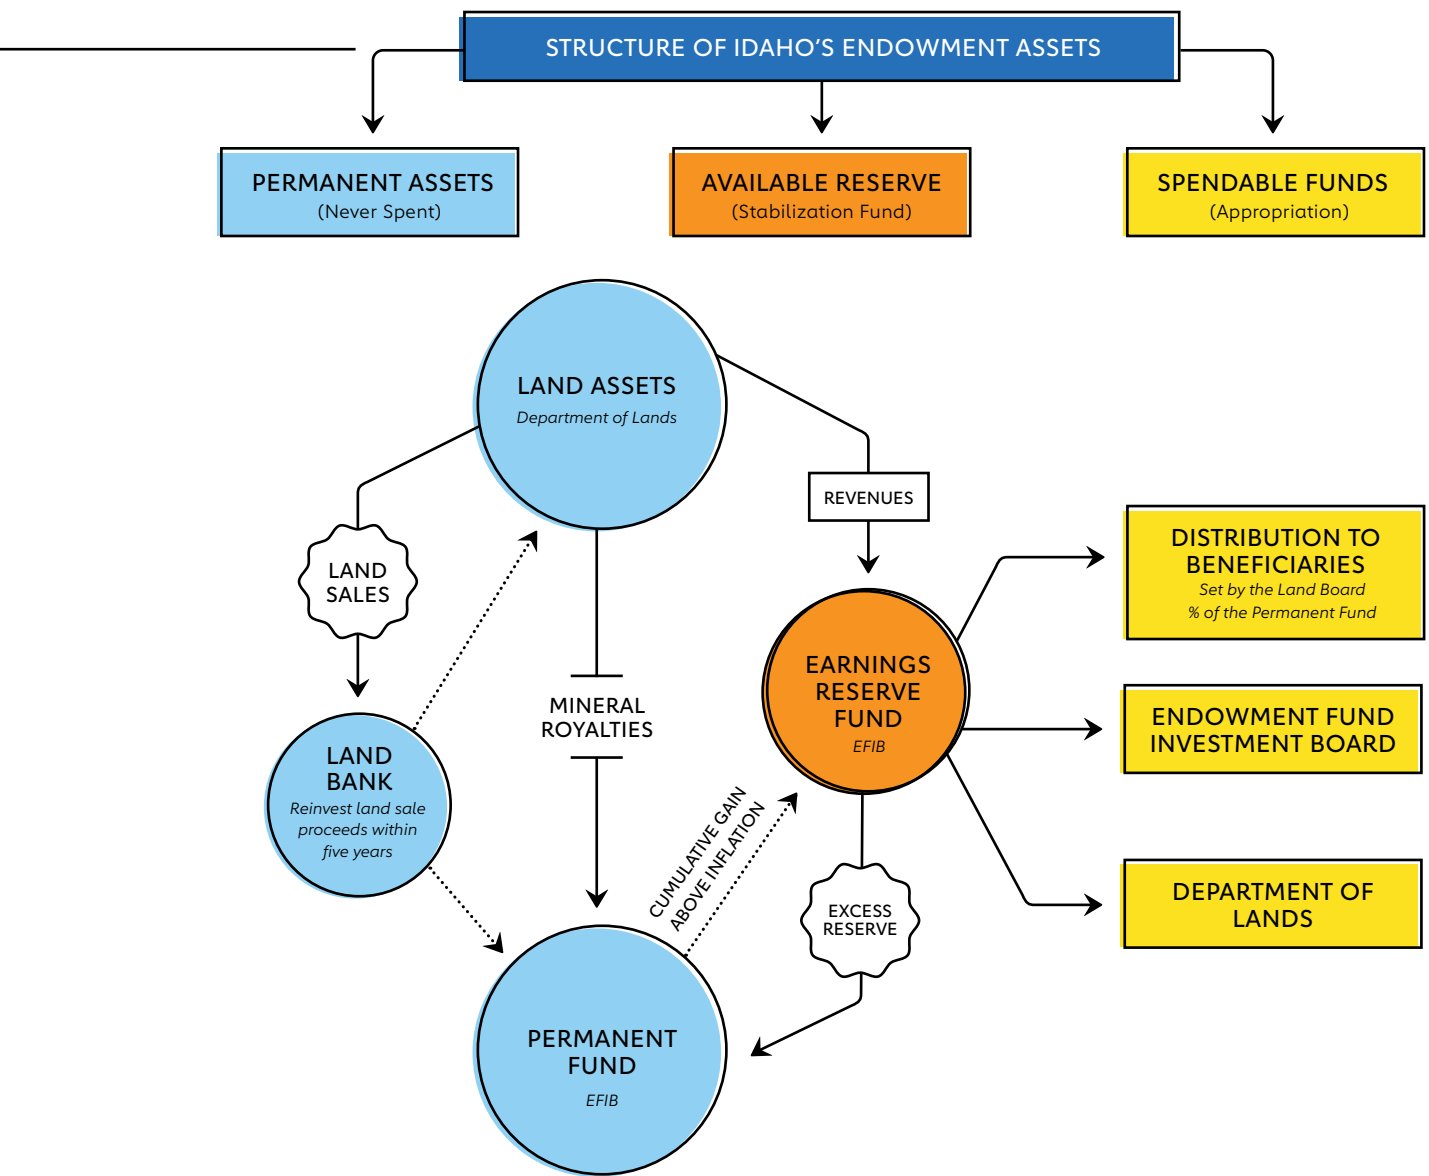 STRUCTURE OF IDAHO'S ENDOWMENT ASSETS
PERMANENT ASSETS
(Never Spent)
AVAILABLE RESERVE
(Stabilization Fund)
SPENDABLE FUNDS
(Appropriation)
LAND ASSETS
Department of Lands
REVENUES
LAND
SALES
MINERAL
ROYALTIES
LAND
BANK
Reinvest land sale
proceeds within
five years
EARNINGS
RESERVE
FUND
EFIB
DISTRIBUTION TO
BENEFICIARIES
Set by the Land Board
% of the Permanent Fund
ENDOWMENT FUND
INVESTMENT BOARD
DEPARTMENT OF
LANDS
CUMULATIVE GAIN
ABOVE INFLATION
EXCESS
RESERVE
PERMANENT
FUND
EFIB